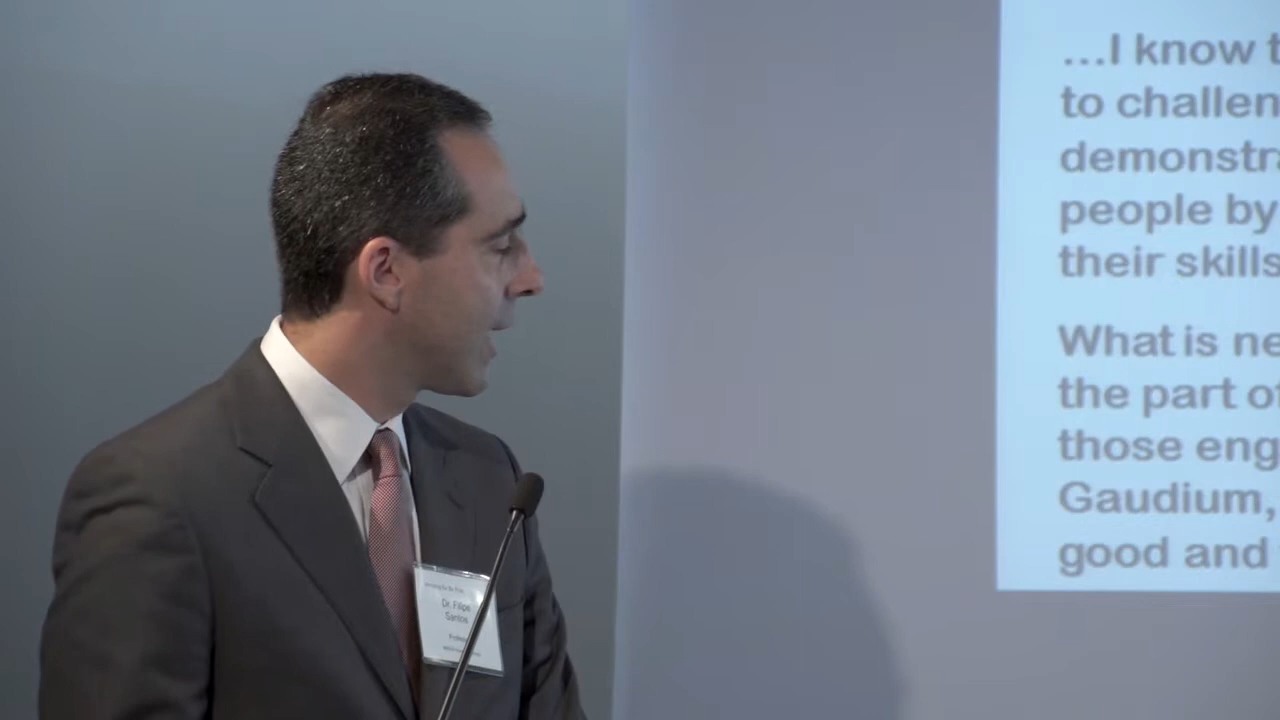 …I know t
to challen
demonstra
people by
their skills
What is ne
the part of
those eng
Gaudium,
good and
Dr. Filipe
Santos